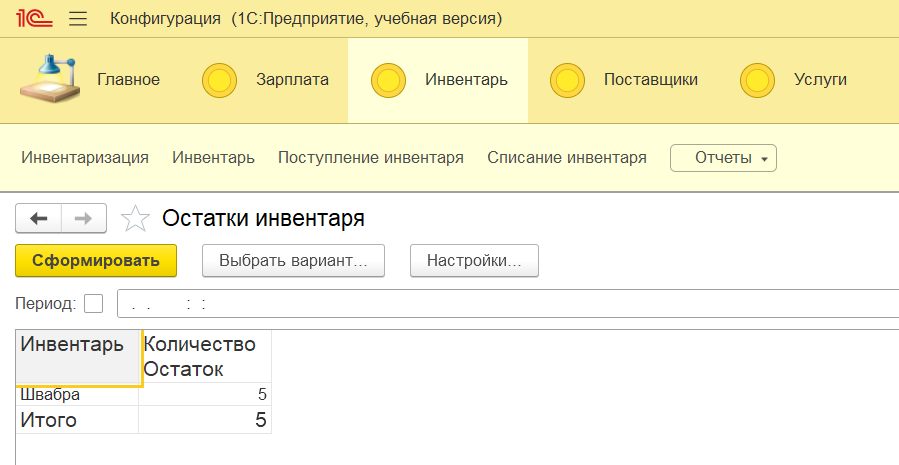 1С Конфигурация (1С:Предприятие, учебная версия)
Главное Зарплата Инвентарь Поставщики Услуги
Инвентаризация Инвентарь Поступление инвентаря Списание инвентаря Отчеты
Остатки инвентаря
Сформировать Выбрать вариант... Настройки...
Период: . . : :
Инвентарь Количество
Остаток
Швабра 5
Итого 5